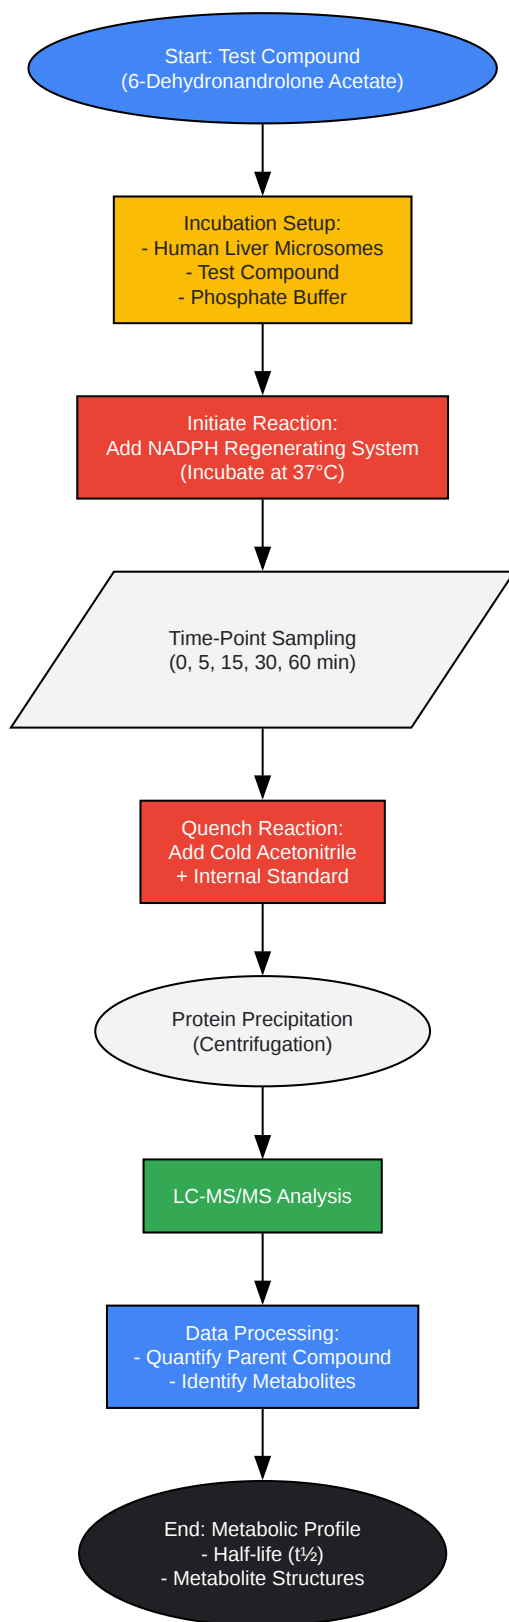 Start: Test Compound
(6-Dehydronandrolone Acetate)
Incubation Setup:
- Human Liver Microsomes
- Test Compound
- Phosphate Buffer
Initiate Reaction:
Add NADPH Regenerating System
(Incubate at 37°C)
Time-Point Sampling
(0, 5, 15, 30, 60 min)
Quench Reaction:
Add Cold Acetonitrile
+ Internal Standard
Protein Precipitation
(Centrifugation)
LC-MS/MS Analysis
Data Processing:
- Quantify Parent Compound
- Identify Metabolites
End: Metabolic Profile
- Half-life (t½)
- Metabolite Structures